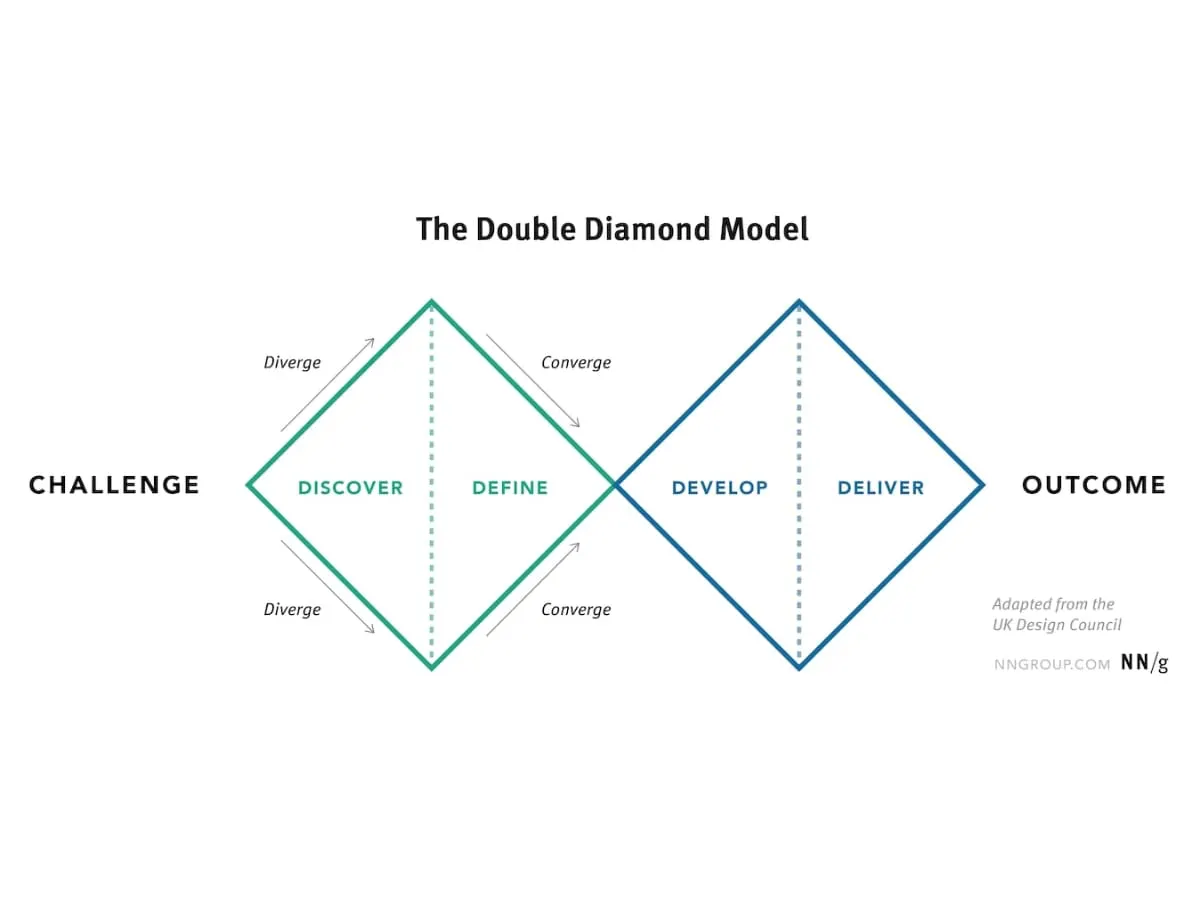 The Double Diamond Model
Diverge
Converge
CHALLENGE
DISCOVER
DEFINE
DEVELOP
DELIVER
OUTCOME
Diverge
Converge
Adapted from the
UK Design Council
NNGROUP.COM NN/g